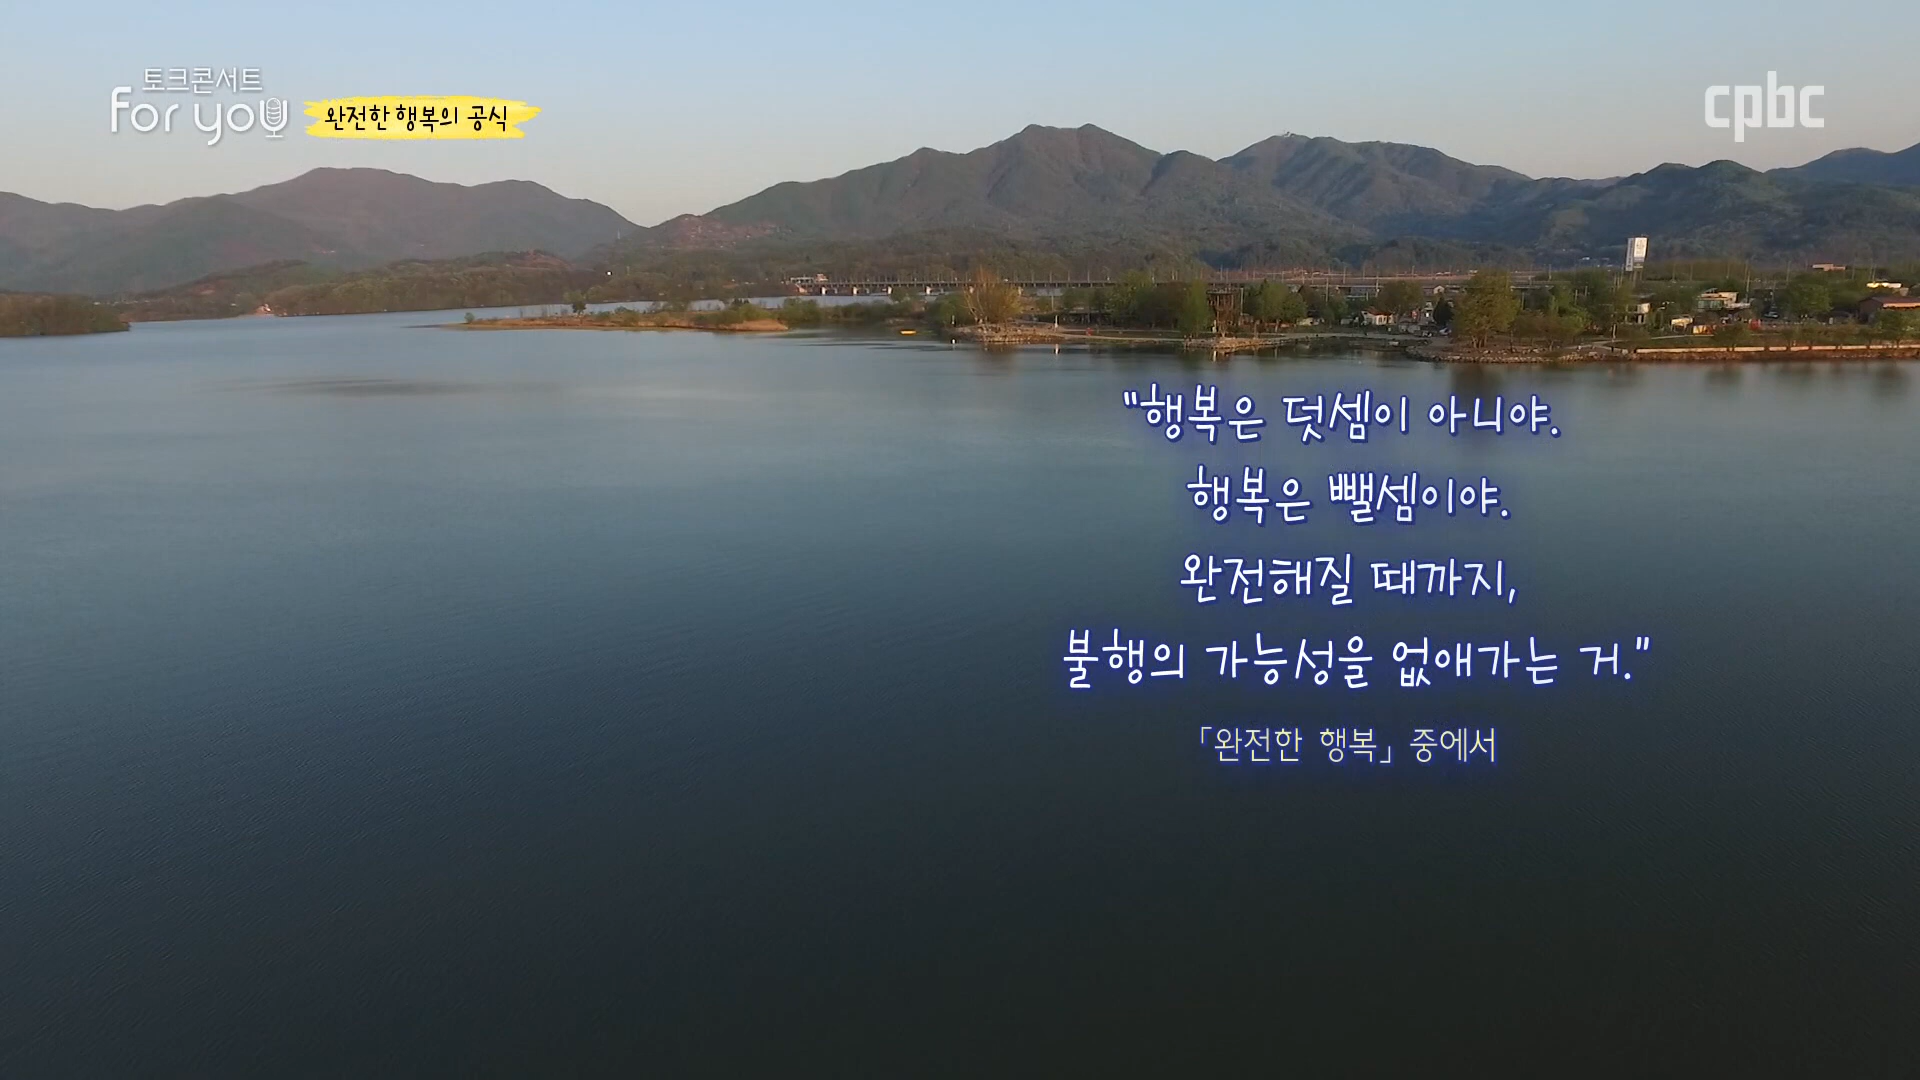 토크콘서트
for you
완전한 행복의 공식
cpbc
"행복은 덧셈이 아니야.
행복은 뺄셈이야.
완전해질 때까지,
불행의 가능성을 없애가는 거."
「완전한 행복」 중에서